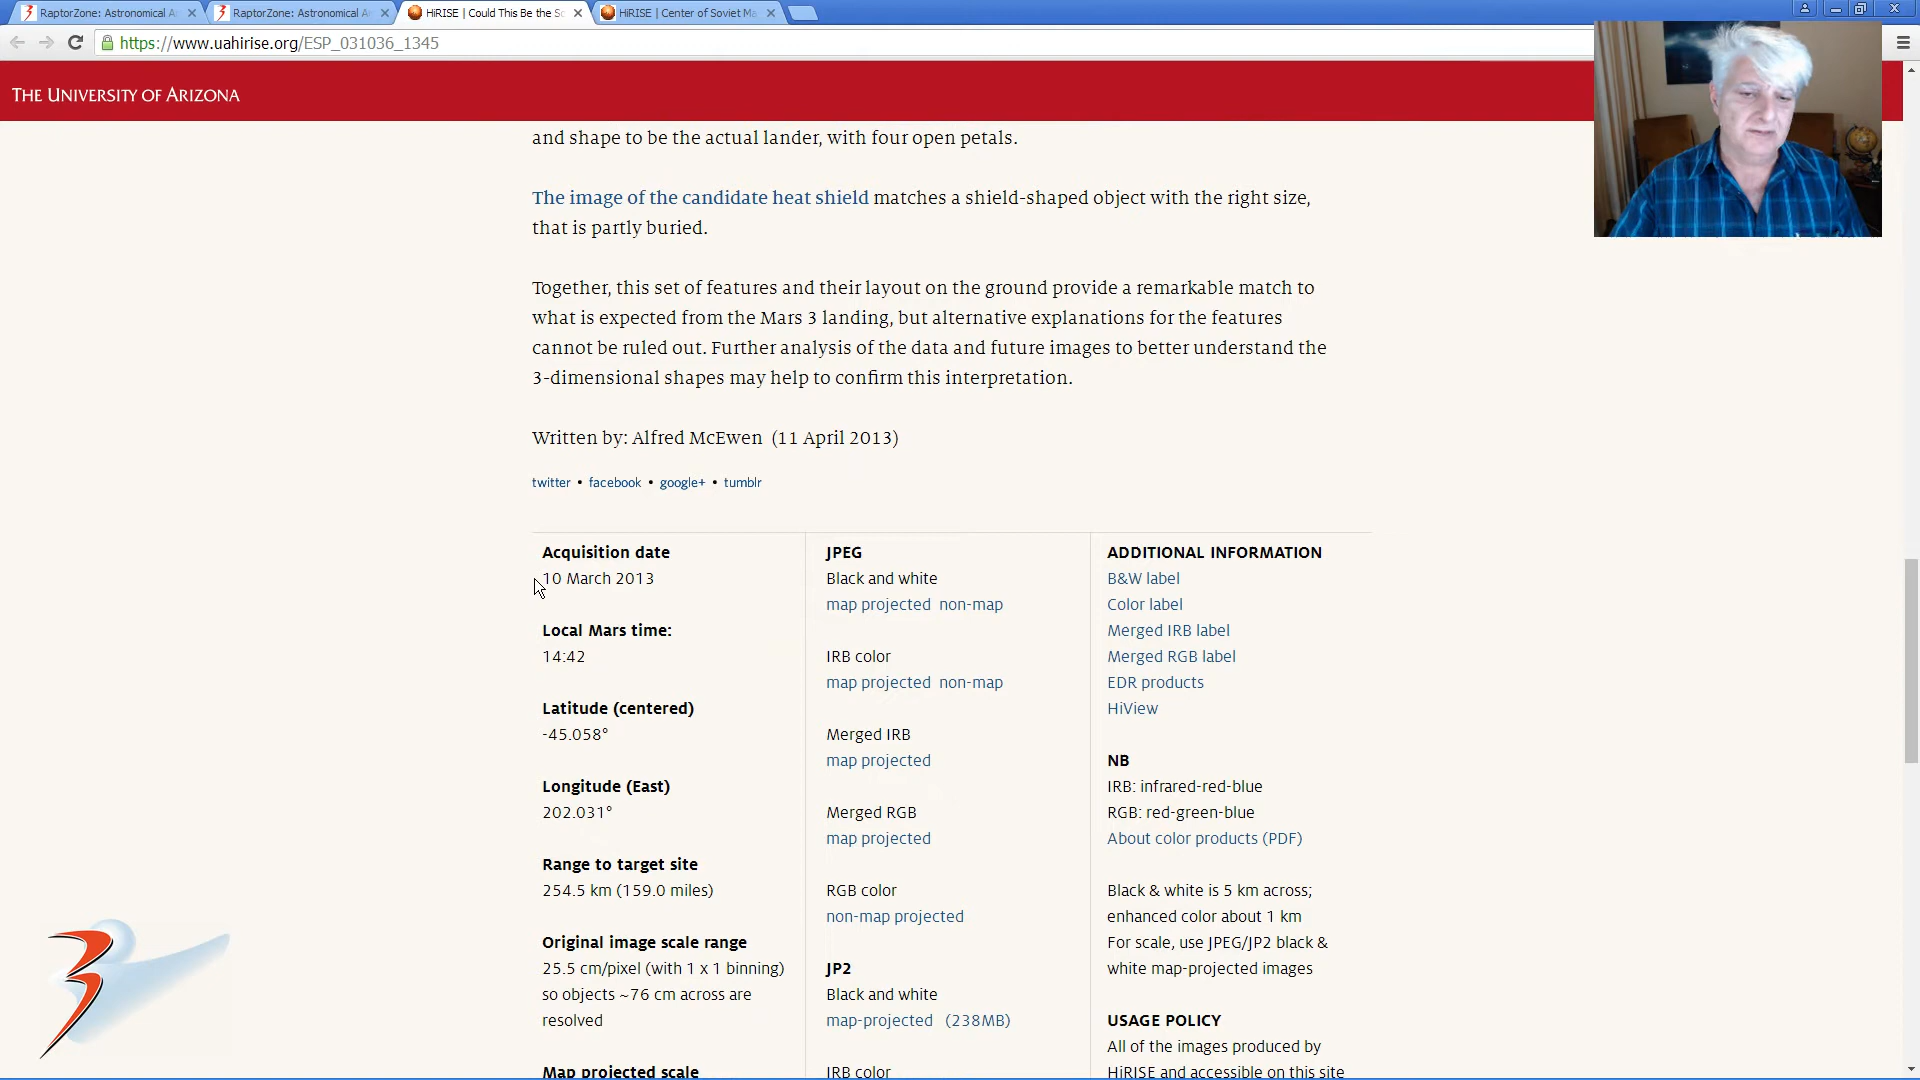 RaptorZone: Astronomical A
RaptorZone: Astronomical A
HiRISE | Could This Be the So
HiRISE | Center of Soviet Ma
https://www.uahirise.org/ESP_031036_1345
THE UNIVERSITY OF ARIZONA
and shape to be the actual lander, with four open petals.
The image of the candidate heat shield matches a shield-shaped object with the right size,
that is partly buried.
Together, this set of features and their layout on the ground provide a remarkable match to
what is expected from the Mars 3 landing, but alternative explanations for the features
cannot be ruled out. Further analysis of the data and future images to better understand the
3-dimensional shapes may help to confirm this interpretation.
Written by: Alfred McEwen (11 April 2013)
twitter • facebook • google+ • tumblr
Acquisition date
10 March 2013
Local Mars time:
14:42
Latitude (centered)
-45.058°
Longitude (East)
202.031°
Range to target site
254.5 km (159.0 miles)
Original image scale range
25.5 cm/pixel (with 1 x 1 binning)
so objects ~76 cm across are
resolved
Map projected scale
JPEG
Black and white
map projected non-map
IRB color
map projected non-map
Merged IRB
map projected
Merged RGB
map projected
RGB color
non-map projected
JP2
Black and white
map-projected (238MB)
IRB color
ADDITIONAL INFORMATION
B&W label
Color label
Merged IRB label
Merged RGB label
EDR products
HiView
NB
IRB: infrared-red-blue
RGB: red-green-blue
About color products (PDF)
Black & white is 5 km across;
enhanced color about 1 km
For scale, use JPEG/JP2 black &
white map-projected images
USAGE POLICY
All of the images produced by
HiRISE and accessible on this site